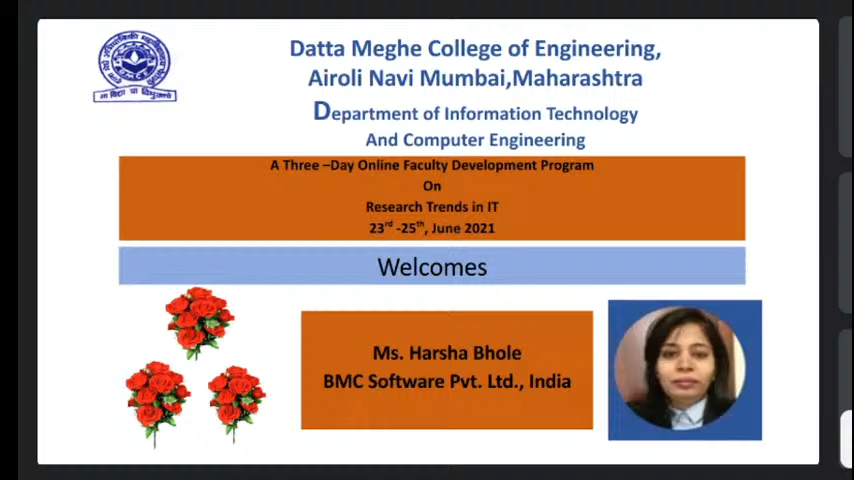 Datta Meghe College of Engineering,
Airoli Navi Mumbai,Maharashtra
Department of Information Technology
And Computer Engineering
A Three –Day Online Faculty Development Program
On
Research Trends in IT
23rd -25th, June 2021
Welcomes
Ms. Harsha Bhole
BMC Software Pvt. Ltd., India